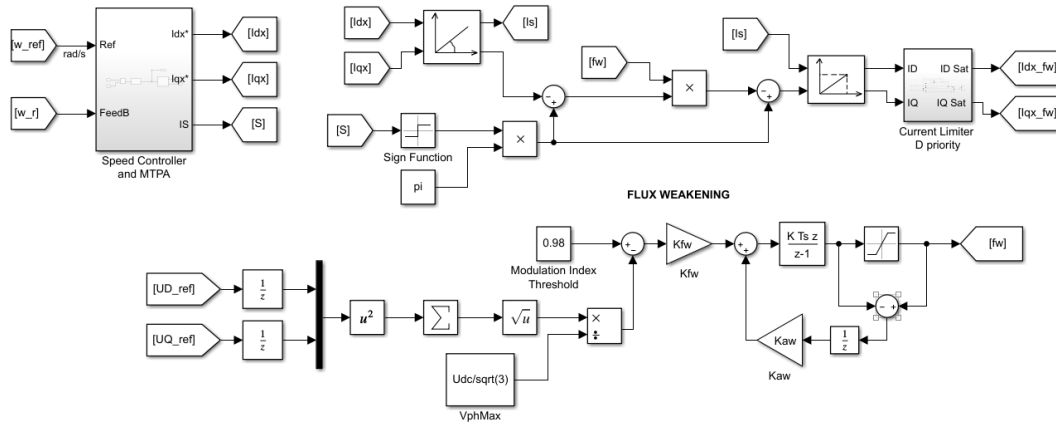 [w_ref]
rad/s
[w_r]
Ref
FeedB
Idx*
Iqx*
IS
Speed Controller
and MTPA
[Idx]
[Iqx]
[S]
[Idx]
[Iqx]
[Is]
[fw]
×
[S]
Sign Function
pi
×
[Is]
ID
IQ
ID Sat
IQ Sat
Current Limiter
D priority
[Idx_fw]
[Iqx_fw]
FLUX WEAKENING
[UD_ref]
1
z
[UQ_ref]
1
z
u²
∑
√u
×
÷
Udc/sqrt(3)
VphMax
0.98
Modulation Index
Threshold
Kfw
Kfw
K Ts z
z-1
[fw]
1
z
Kaw
Kaw